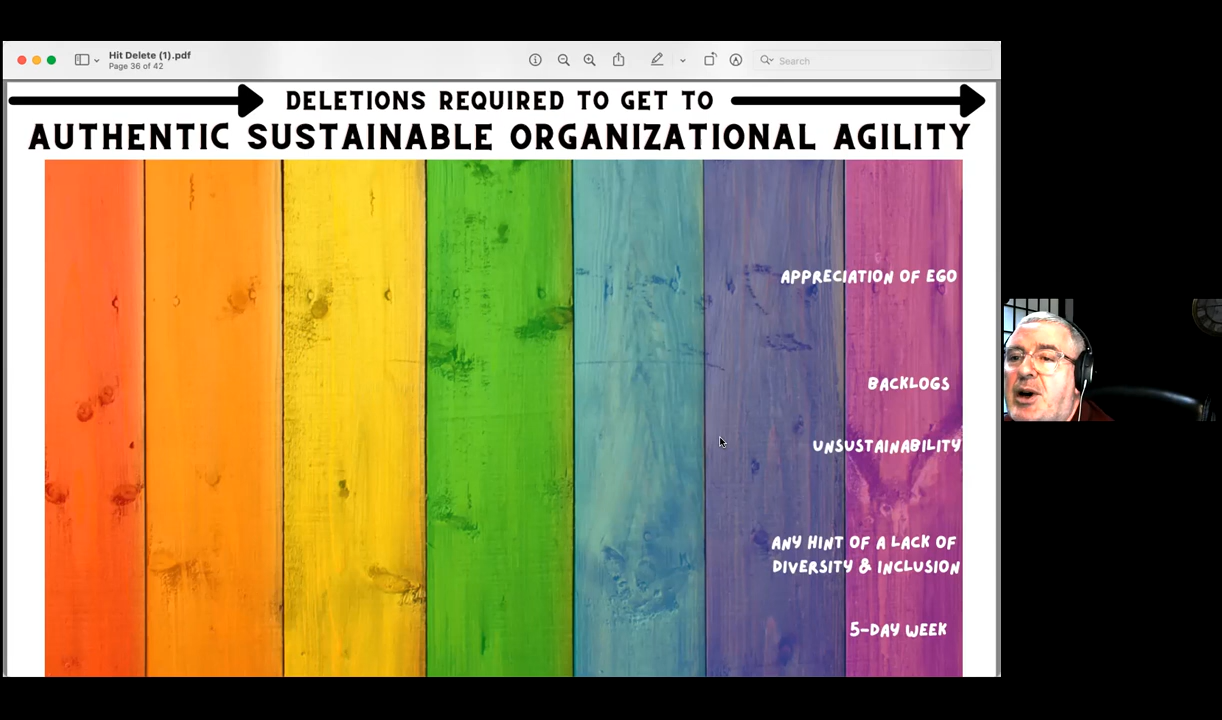 Hit Delete (1).pdf
Page 36 of 42
Search
DELETIONS REQUIRED TO GET TO
AUTHENTIC SUSTAINABLE ORGANIZATIONAL AGILITY
APPRECIATION OF EGO
BACKLOGS
UNSUSTAINABILITY
ANY HINT OF A LACK OF
DIVERSITY & INCLUSION
5-DAY WEEK